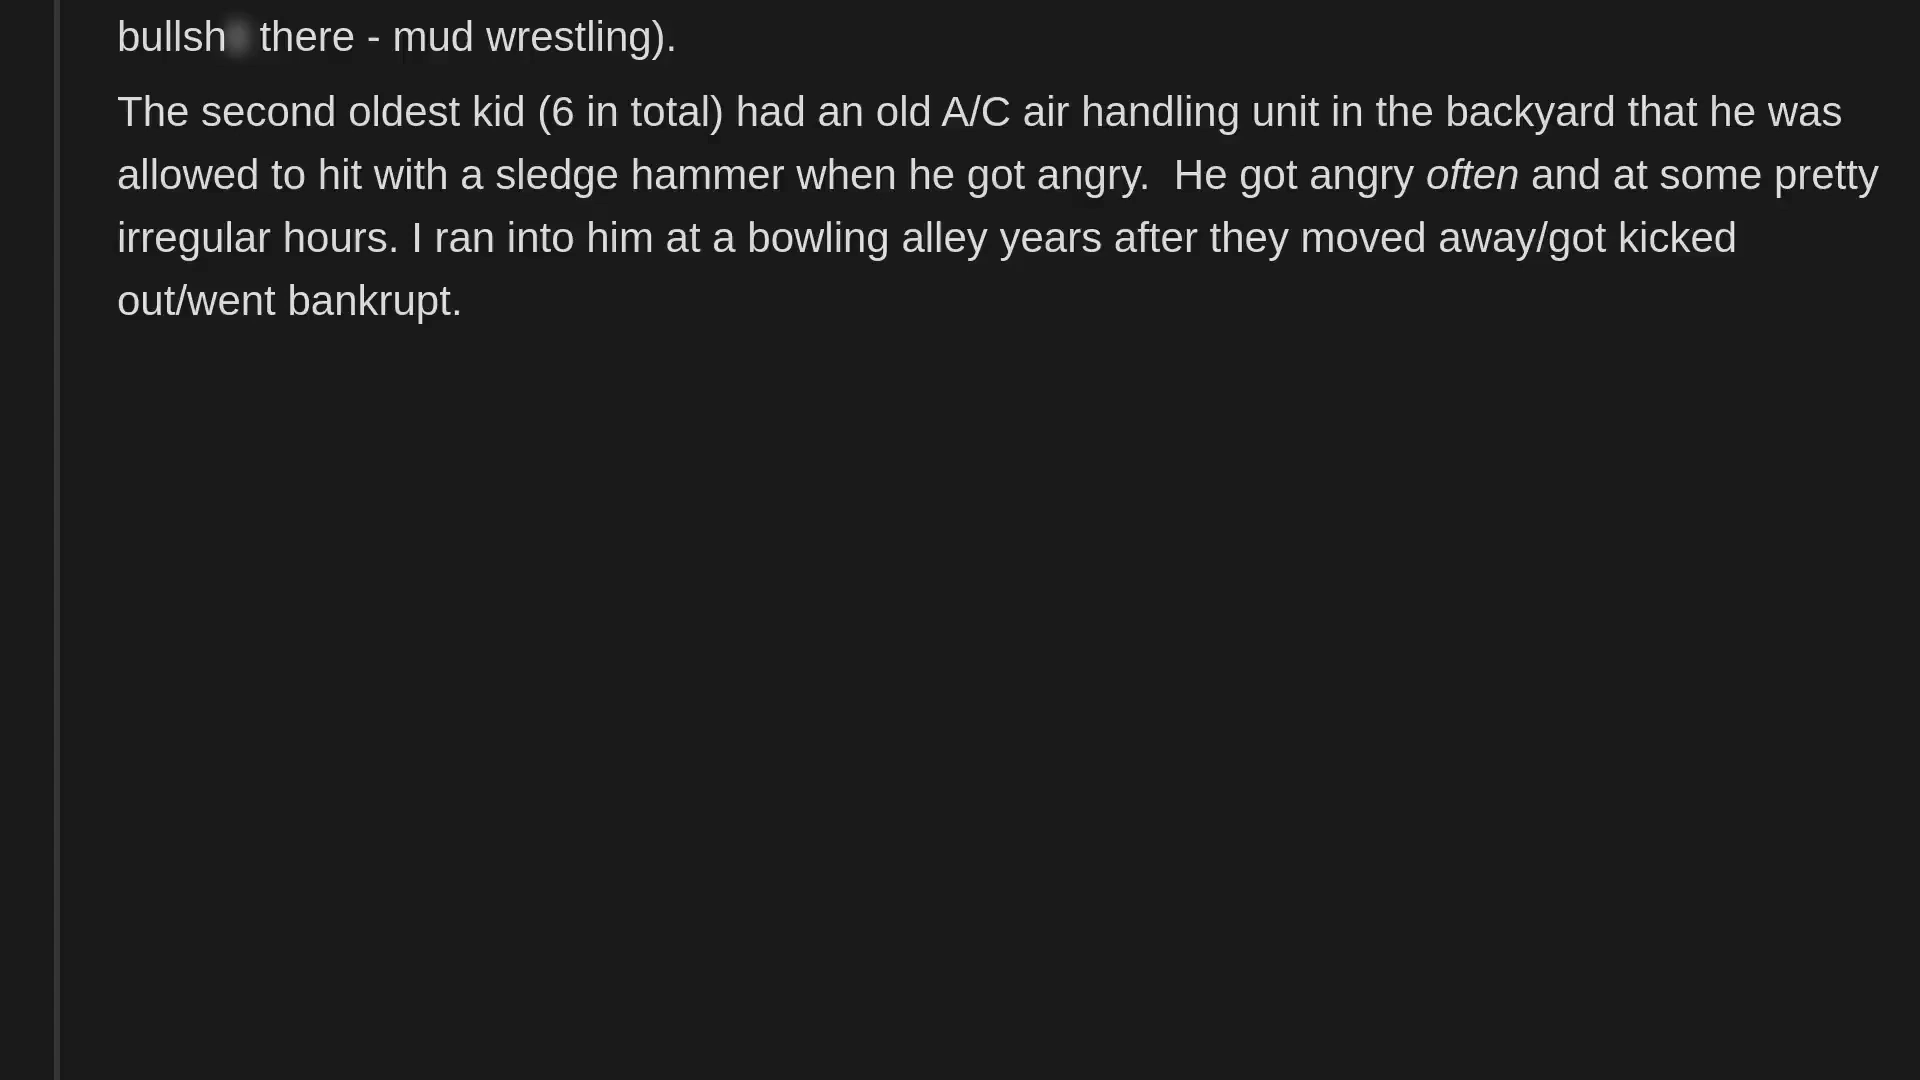 bullsh there - mud wrestling).
The second oldest kid (6 in total) had an old A/C air handling unit in the backyard that he was
allowed to hit with a sledge hammer when he got angry.  He got angry often and at some pretty
irregular hours. I ran into him at a bowling alley years after they moved away/got kicked
out/went bankrupt.